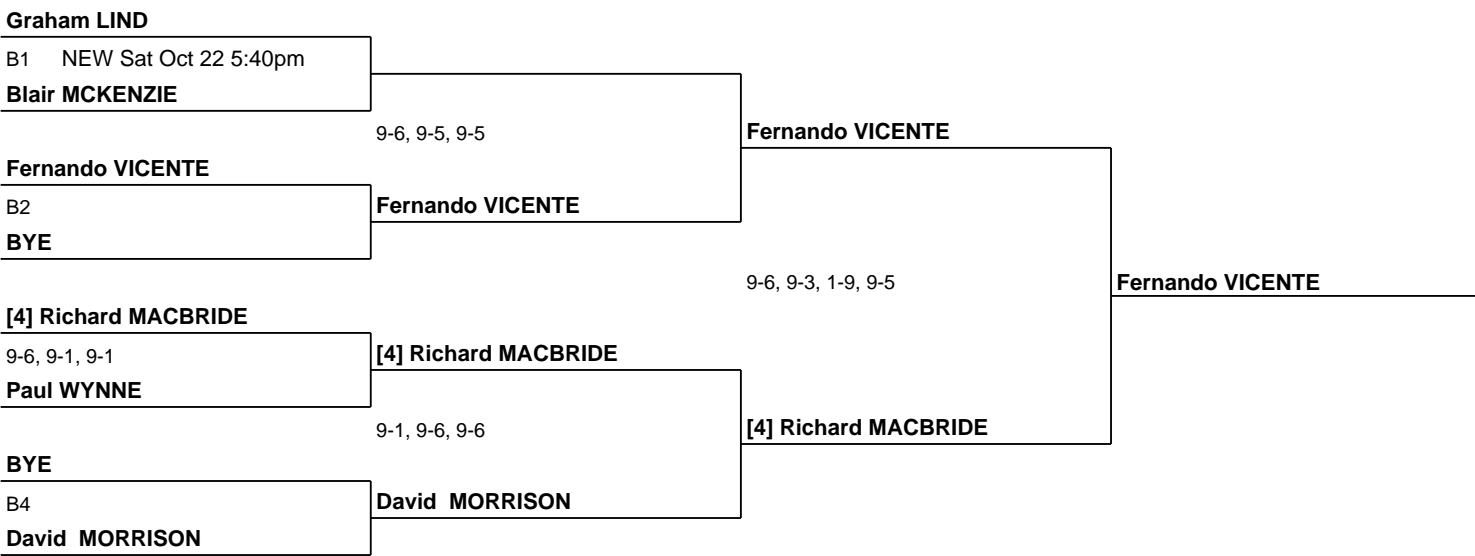 Graham LIND
B1 NEW Sat Oct 22 5:40pm
Blair MCKENZIE
9-6, 9-5, 9-5
Fernando VICENTE
Fernando VICENTE
B2
Fernando VICENTE
BYE
9-6, 9-3, 1-9, 9-5
Fernando VICENTE
[4] Richard MACBRIDE
9-6, 9-1, 9-1
[4] Richard MACBRIDE
Paul WYNNE
9-1, 9-6, 9-6
[4] Richard MACBRIDE
BYE
B4
David MORRISON
David MORRISON